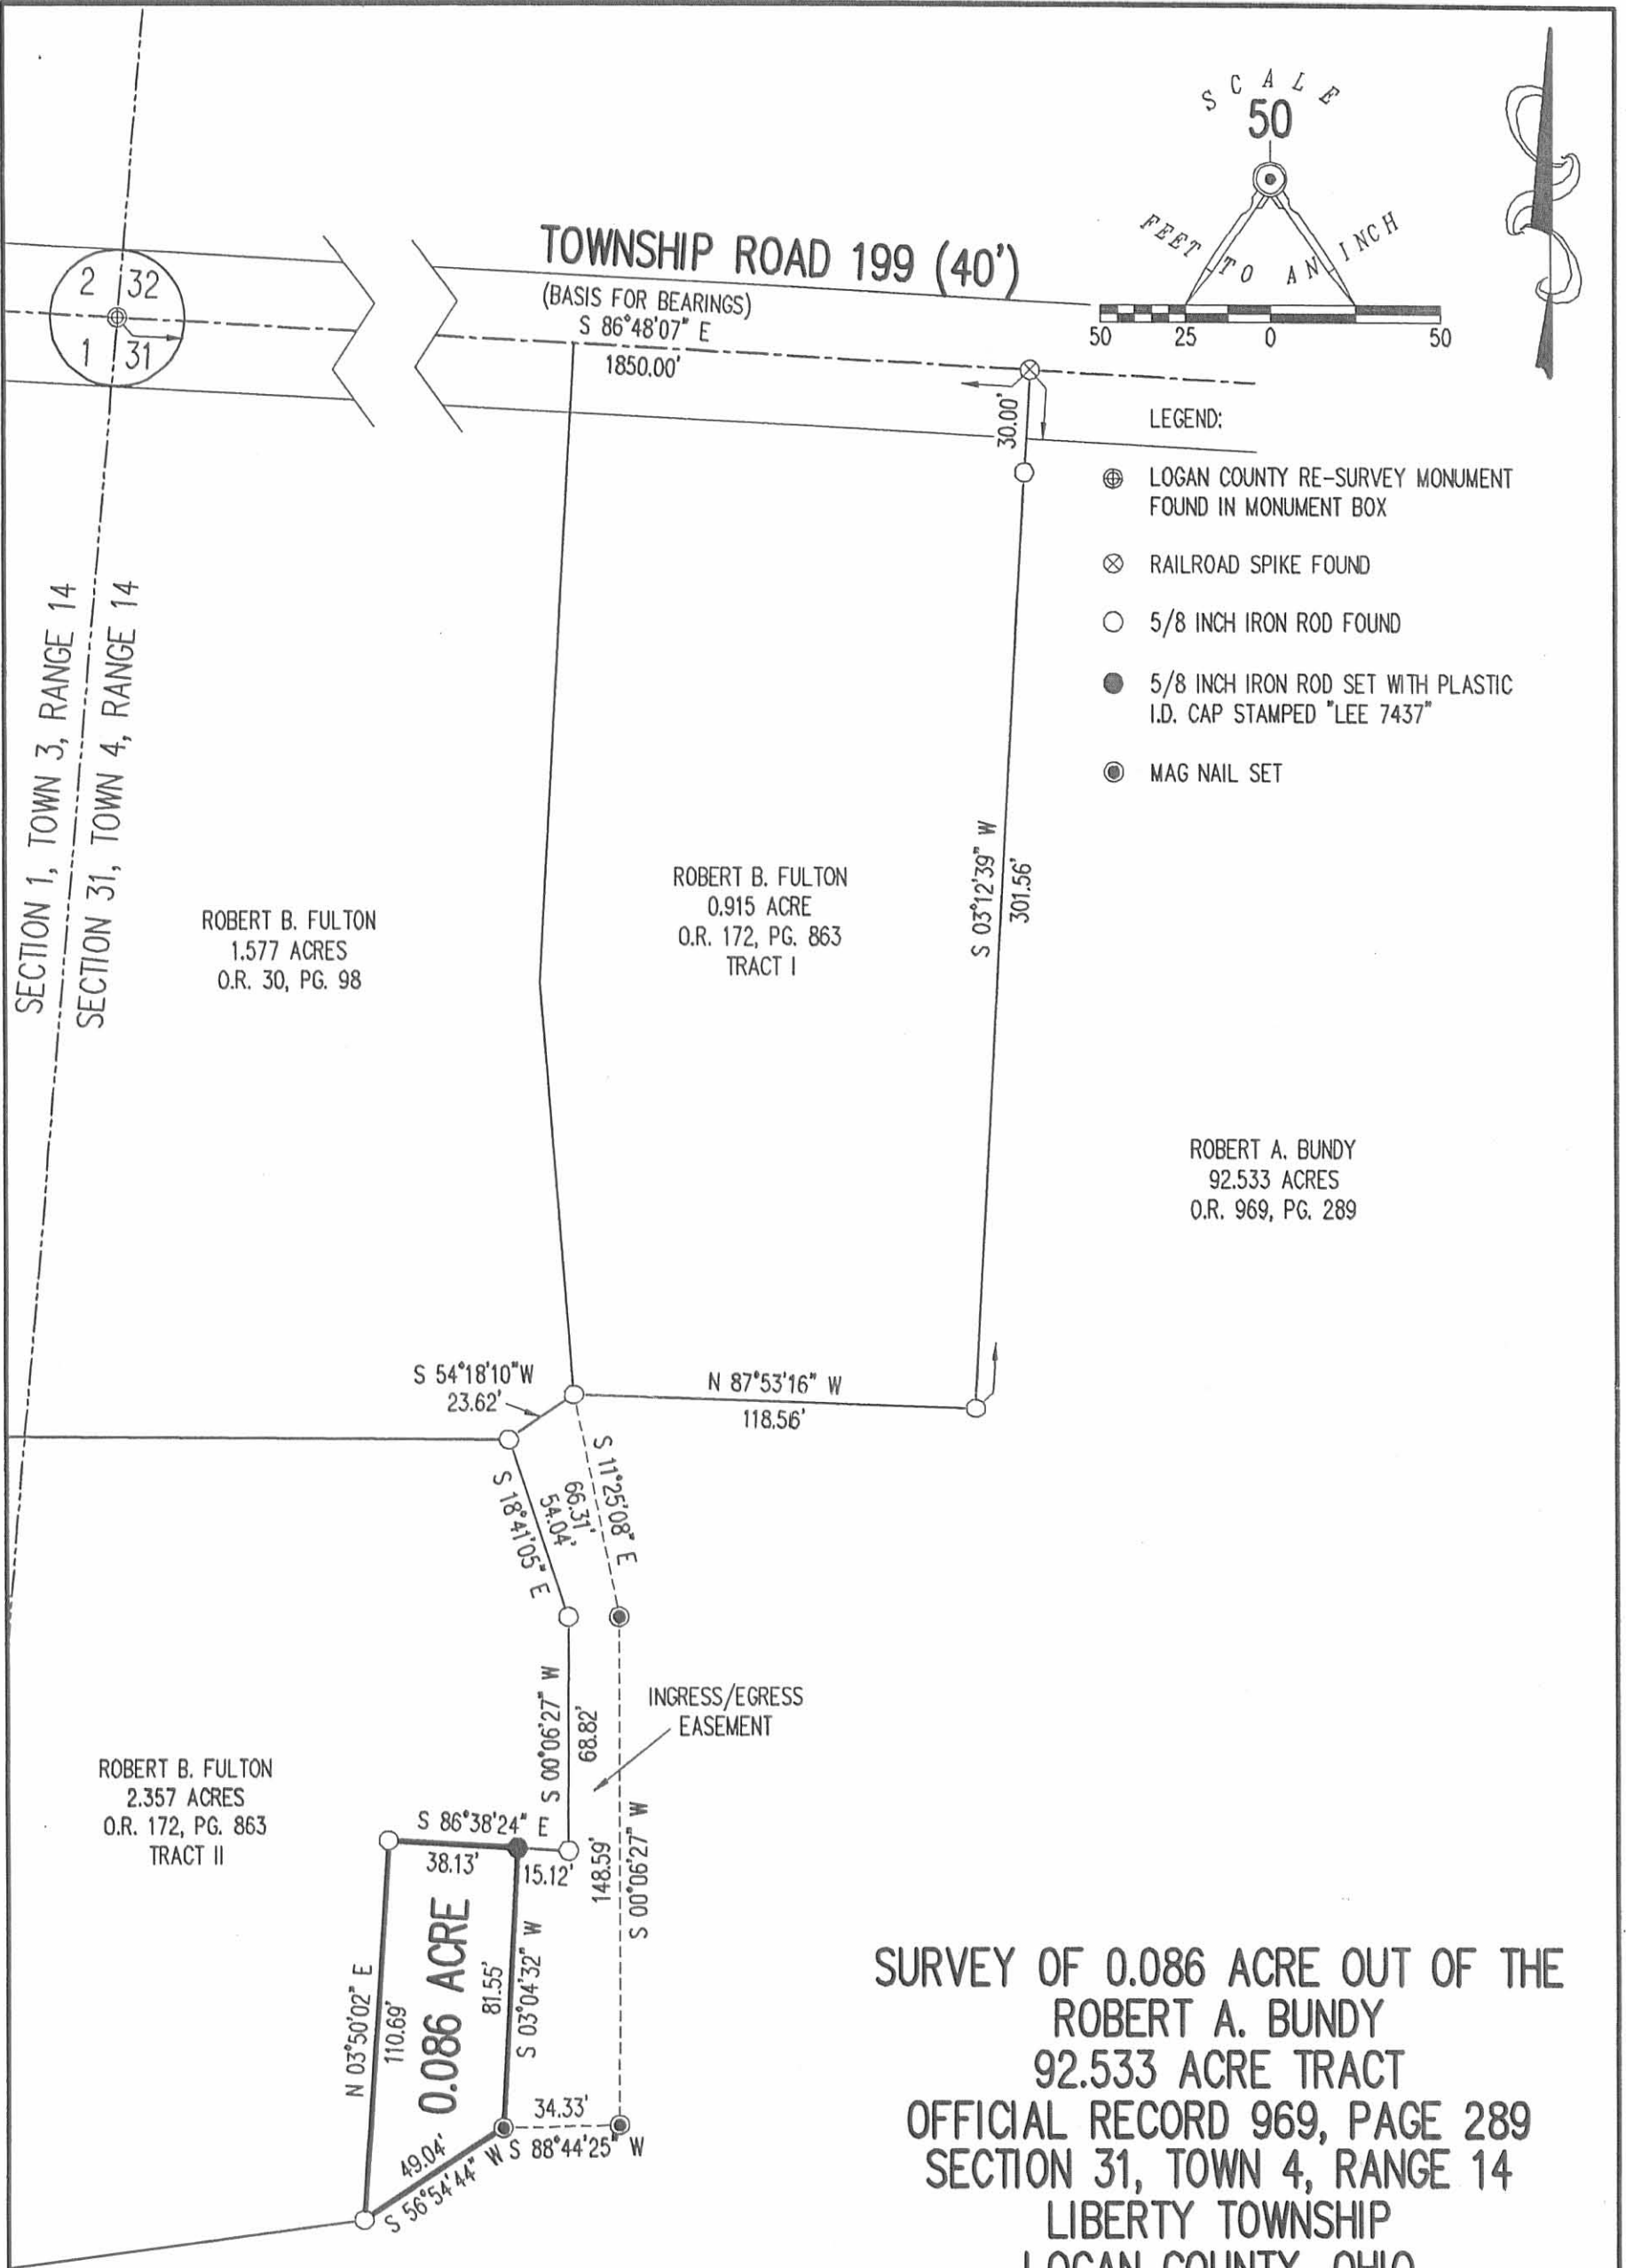 SCALE
50
FEET TO AN INCH
50 25 0 50
TOWNSHIP ROAD 199 (40')
(BASIS FOR BEARINGS)
S 86°48'07" E
1850.00'
2 32
1 31
30.00'
LEGEND:
LOGAN COUNTY RE-SURVEY MONUMENT
FOUND IN MONUMENT BOX
RAILROAD SPIKE FOUND
5/8 INCH IRON ROD FOUND
5/8 INCH IRON ROD SET WITH PLASTIC
I.D. CAP STAMPED "LEE 7437"
MAG NAIL SET
SECTION 1, TOWN 3, RANGE 14
SECTION 31, TOWN 4, RANGE 14
ROBERT B. FULTON
1.577 ACRES
O.R. 30, PG. 98
ROBERT B. FULTON
0.915 ACRE
O.R. 172, PG. 863
TRACT I
S 03°12'39" W
301.56'
ROBERT A. BUNDY
92.533 ACRES
O.R. 969, PG. 289
S 54°18'10"W
23.62'
N 87°53'16" W
118.56'
S 11°25'08" E
66.31'
54.04'
S 18°41'05" E
S 00°06'27" W
68.82'
INGRESS/EGRESS
EASEMENT
ROBERT B. FULTON
2.357 ACRES
O.R. 172, PG. 863
TRACT II
S 86°38'24" E
38.13'
15.12'
148.59'
S 00°06'27" W
N 03°50'02" E
110.69'
0.086 ACRE
81.55'
S 03°04'32" W
34.33'
S 88°44'25" W
49.04'
S 56°54'44" W
SURVEY OF 0.086 ACRE OUT OF THE
ROBERT A. BUNDY
92.533 ACRE TRACT
OFFICIAL RECORD 969, PAGE 289
SECTION 31, TOWN 4, RANGE 14
LIBERTY TOWNSHIP
LOGAN COUNTY, OHIO